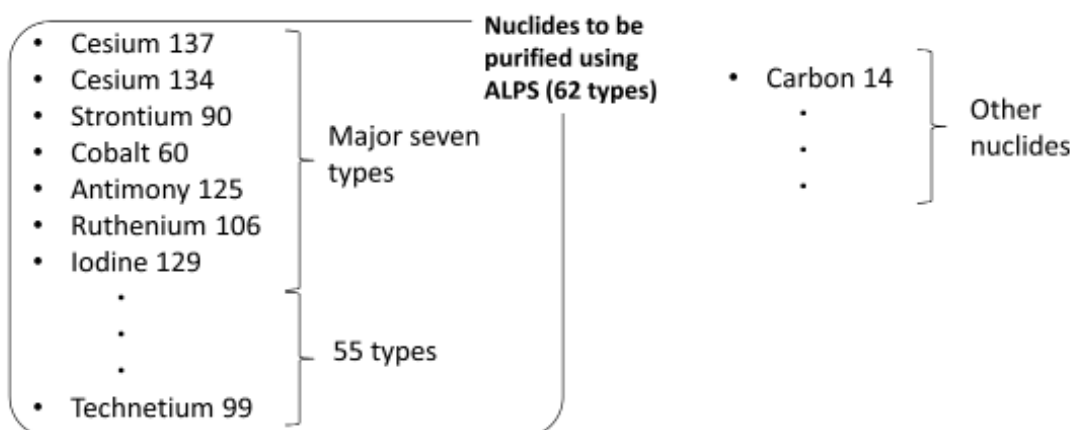 • Cesium 137
• Cesium 134
• Strontium 90
• Cobalt 60
• Antimony 125
• Ruthenium 106
• Iodine 129
Major seven
types
•
•
•
• Technetium 99
55 types
Nuclides to be
purified using
ALPS (62 types)
• Carbon 14
•
•
•
Other
nuclides